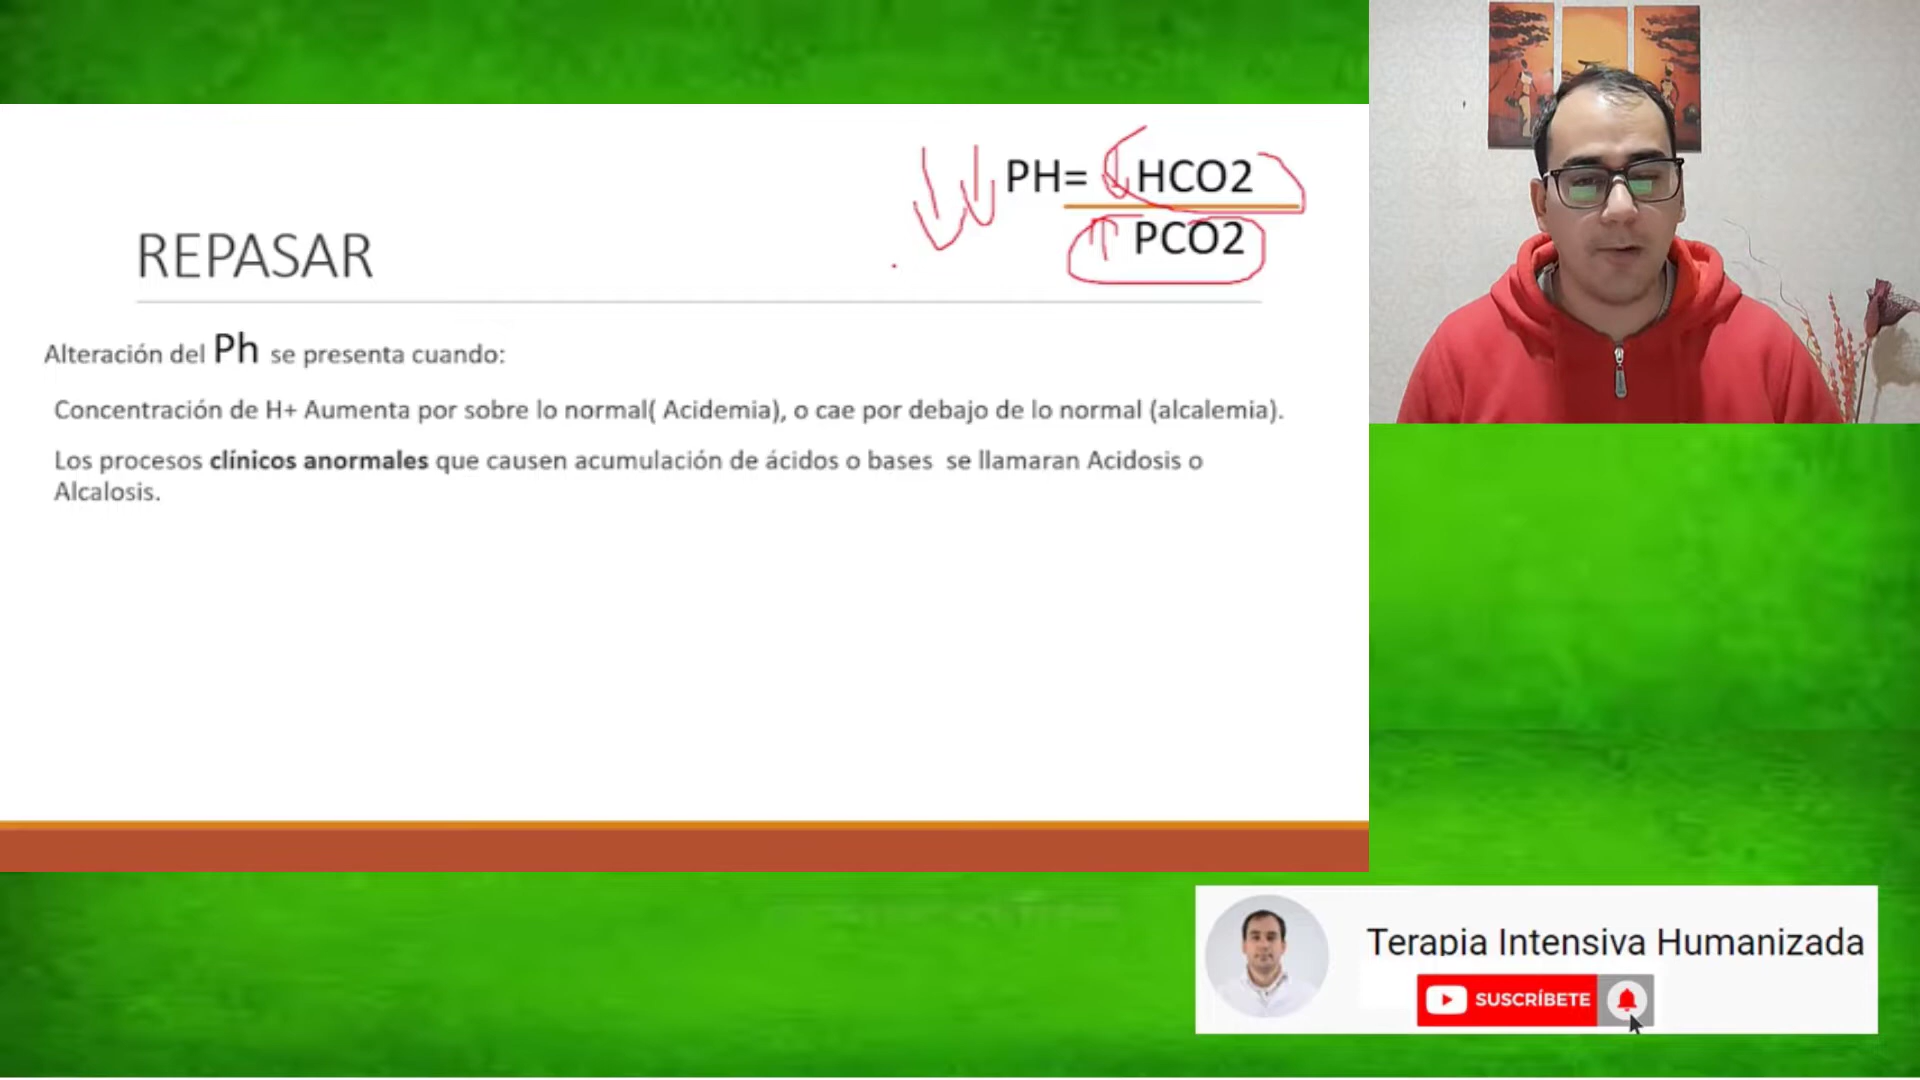 PH= HCO2
PCO2
REPASAR
Alteración del Ph se presenta cuando:
Concentración de H+ Aumenta por sobre lo normal( Acidemia), o cae por debajo de lo normal (alcalemia).
Los procesos clínicos anormales que causen acumulación de ácidos o bases se llamaran Acidosis o
Alcalosis.
Terapia Intensiva Humanizada
SUSCRÍBETE